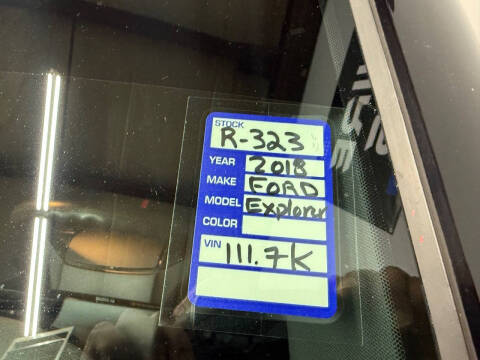 STOCK
R-323
YEAR 2018
MAKE FORD
MODEL Explorer
COLOR
VIN 111.7K